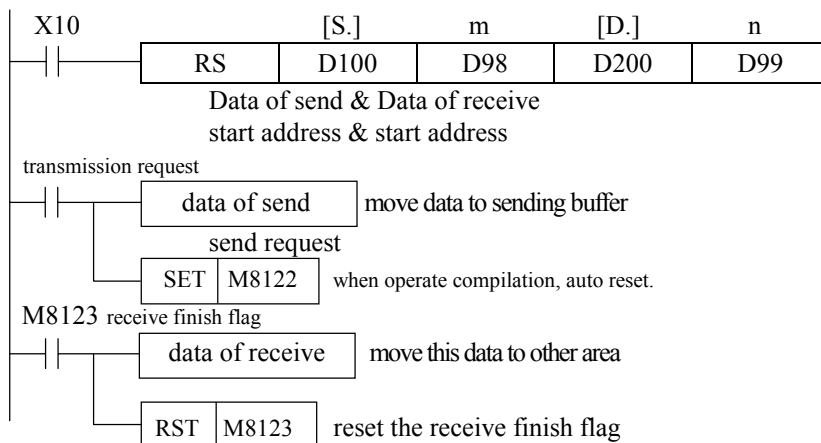 X10 [S.] m [D.] n
RS D100 D98 D200 D99
Data of send & Data of receive
start address & start address
transmission request
data of send move data to sending buffer
send request
SET M8122 when operate compilation, auto reset.
M8123 receive finish flag
data of receive move this data to other area
RST M8123 reset the receive finish flag